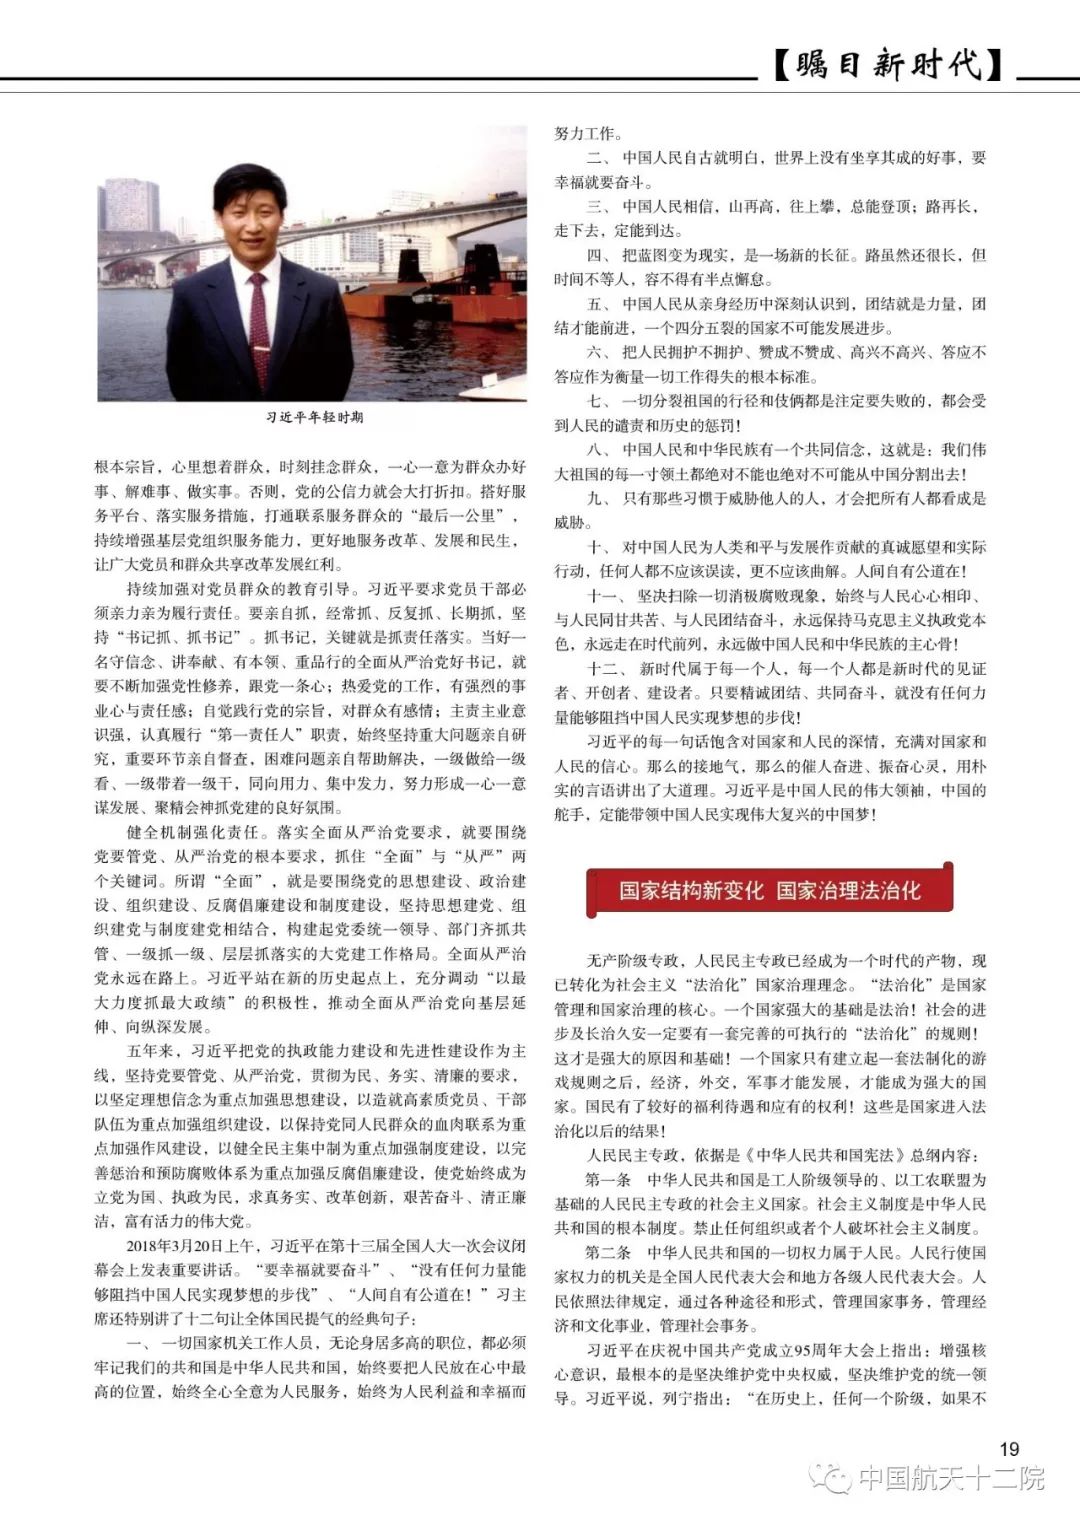 【瞩目新时代】
习近平年轻时期
根本宗旨，心里想着群众，时刻挂念群众，一心一意为群众办好
事、解难事、做实事。否则，党的公信力就会大打折扣。搭好服
务平台、落实服务措施，打通联系服务群众的“最后一公里”，
持续增强基层党组织服务能力，更好地服务改革、发展和民生，
让广大党员和群众共享改革发展红利。
持续加强对党员群众的教育引导。习近平要求党员干部必
须亲力亲为履行责任。要亲自抓，经常抓、反复抓、长期抓，坚
持“书记抓、抓书记”。抓书记，关键就是抓责任落实。当好一
名守信念、讲奉献、有本领、重品行的全面从严治党好书记，就
要不断加强党性修养，跟党一条心；热爱党的工作，有强烈的事
业心与责任感；自觉践行党的宗旨，对群众有感情；主责主业意
识强，认真履行“第一责任人”职责，始终坚持重大问题亲自研
究，重要环节亲自督查，困难问题亲自帮助解决，一级做给一级
看、一级带着一级干，同向用力、集中发力，努力形成一心一意
谋发展、聚精会神抓党建的良好氛围。
健全机制强化责任。落实全面从严治党要求，就要围绕
党要管党、从严治党的根本要求，抓住“全面”与“从严”两
个关键词。所谓“全面”，就是要围绕党的思想建设、政治建
设、组织建设、反腐倡廉建设和制度建设，坚持思想建党、组
织建党与制度建党相结合，构建起党委统一领导、部门齐抓共
管、一级抓一级、层层抓落实的大党建工作格局。全面从严治
党永远在路上。习近平站在新的历史起点上，充分调动“以最
大力度抓最大政绩”的积极性，推动全面从严治党向基层延
伸、向纵深发展。
五年来，习近平把党的执政能力建设和先进性建设作为主
线，坚持党要管党、从严治党，贯彻为民、务实、清廉的要求，
以坚定理想信念为重点加强思想建设，以造就高素质党员、干部
队伍为重点加强组织建设，以保持党同人民群众的血肉联系为重
点加强作风建设，以健全民主集中制为重点加强制度建设，以完
善惩治和预防腐败体系为重点加强反腐倡廉建设，使党始终成为
立党为国、执政为民，求真务实、改革创新，艰苦奋斗、清正廉
洁，富有活力的伟大党。
2018年3月20日上午，习近平在第十三届全国人大一次会议闭
幕会上发表重要讲话。“要幸福就要奋斗”、“没有任何力量能
够阻挡中国人民实现梦想的步伐”、“人间自有公道在！”习主
席还特别讲了十二句让全体国民提气的经典句子：
一、 一切国家机关工作人员，无论身居多高的职位，都必须
牢记我们的共和国是中华人民共和国，始终要把人民放在心中最
高的位置，始终全心全意为人民服务，始终为人民利益和幸福而
努力工作。
二、 中国人民自古就明白，世界上没有坐享其成的好事，要
幸福就要奋斗。
三、 中国人民相信，山再高，往上攀，总能登顶；路再长，
走下去，定能到达。
四、 把蓝图变为现实，是一场新的长征。路虽然还很长，但
时间不等人，容不得有半点懈怠。
五、 中国人民从亲身经历中深刻认识到，团结就是力量，团
结才能前进，一个四分五裂的国家不可能发展进步。
六、 把人民拥护不拥护、赞成不赞成、高兴不高兴、答应不
答应作为衡量一切工作得失的根本标准。
七、 一切分裂祖国的行径和伎俩都是注定要失败的，都会受
到人民的谴责和历史的惩罚！
八、 中国人民和中华民族有一个共同信念，这就是：我们伟
大祖国的每一寸领土都绝对不能也绝对不可能从中国分割出去！
九、 只有那些习惯于威胁他人的人，才会把所有人都看成是
威胁。
十、 对中国人民为人类和平与发展作贡献的真诚愿望和实际
行动，任何人都不应该误读，更不应该曲解。人间自有公道在！
十一、 坚决扫除一切消极腐败现象，始终与人民心心相印、
与人民同甘共苦、与人民团结奋斗，永远保持马克思主义执政党本
色，永远走在时代前列，永远做中国人民和中华民族的主心骨！
十二、 新时代属于每一个人，每一个人都是新时代的见证
者、开创者、建设者。只要精诚团结、共同奋斗，就没有任何力
量能够阻挡中国人民实现梦想的步伐！
习近平的每一句话饱含对国家和人民的深情，充满对国家和
人民的信心。那么的接地气，那么的催人奋进、振奋心灵，用朴
实的言语讲出了大道理。习近平是中国人民的伟大领袖，中国的
舵手，定能带领中国人民实现伟大复兴的中国梦！
国家结构新变化 国家治理法治化
无产阶级专政，人民民主专政已经成为一个时代的产物，现
已转化为社会主义“法治化”国家治理理念。“法治化”是国家
管理和国家治理的核心。一个国家强大的基础是法治！社会的进
步及长治久安一定要有一套完善的可执行的“法治化”的规则！
这才是强大的原因和基础！一个国家只有建立起一套法制化的游
戏规则之后，经济，外交，军事才能发展，才能成为强大的国
家。国民有了较好的福利待遇和应有的权利！这些是国家进入法
治化以后的结果！
人民民主专政，依据是《中华人民共和国宪法》总纲内容：
第一条 中华人民共和国是工人阶级领导的、以工农联盟为
基础的人民民主专政的社会主义国家。社会主义制度是中华人民
共和国的根本制度。禁止任何组织或者个人破坏社会主义制度。
第二条 中华人民共和国的一切权力属于人民。人民行使国
家权力的机关是全国人民代表大会和地方各级人民代表大会。人
民依照法律规定，通过各种途径和形式，管理国家事务，管理经
济和文化事业，管理社会事务。
习近平在庆祝中国共产党成立95周年大会上指出：增强核
心意识，最根本的是坚决维护党中央权威，坚决维护党的统一领
导。习近平说，列宁指出：“在历史上，任何一个阶级，如果不
19
中国航天十二院